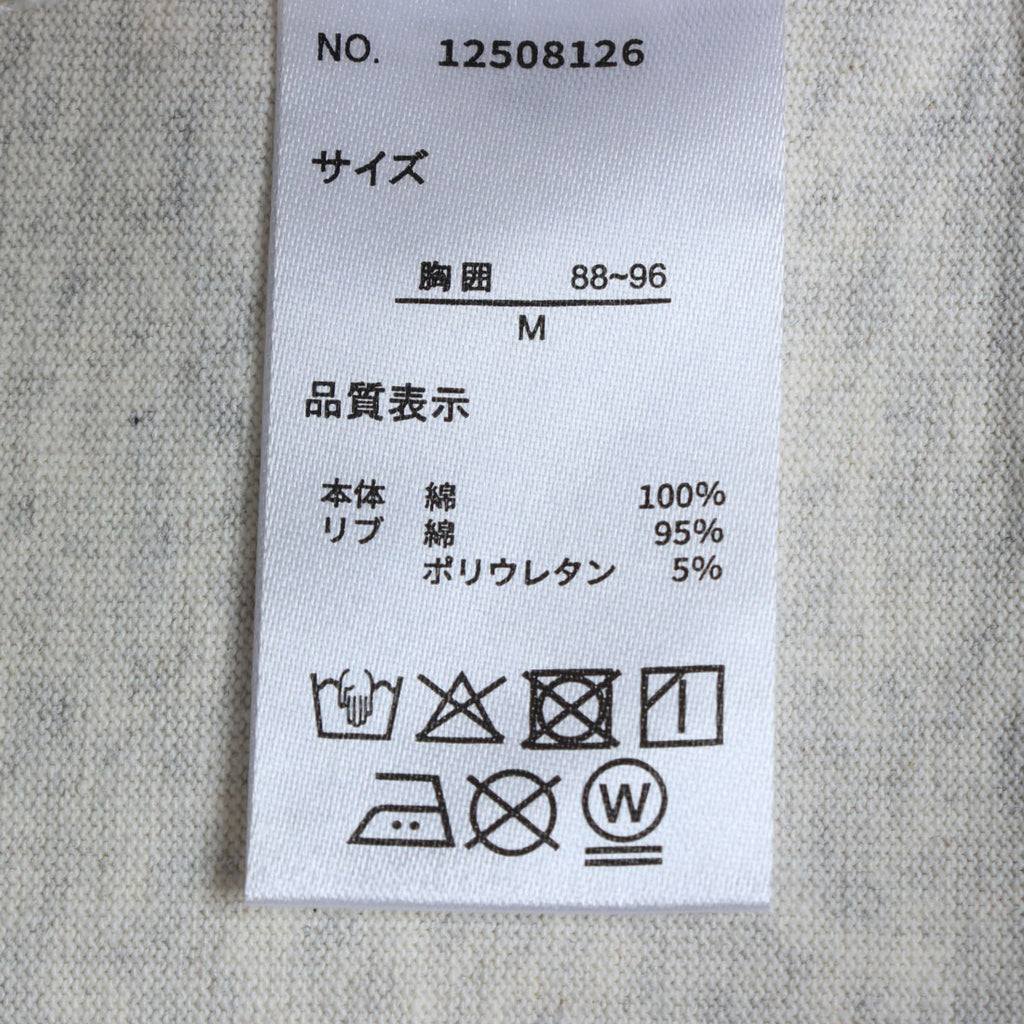 NO. 12508126
サイズ
胸囲 88~96
M
品質表示
本体 綿 100%
リブ 綿 95%
ポリウレタン 5%
W